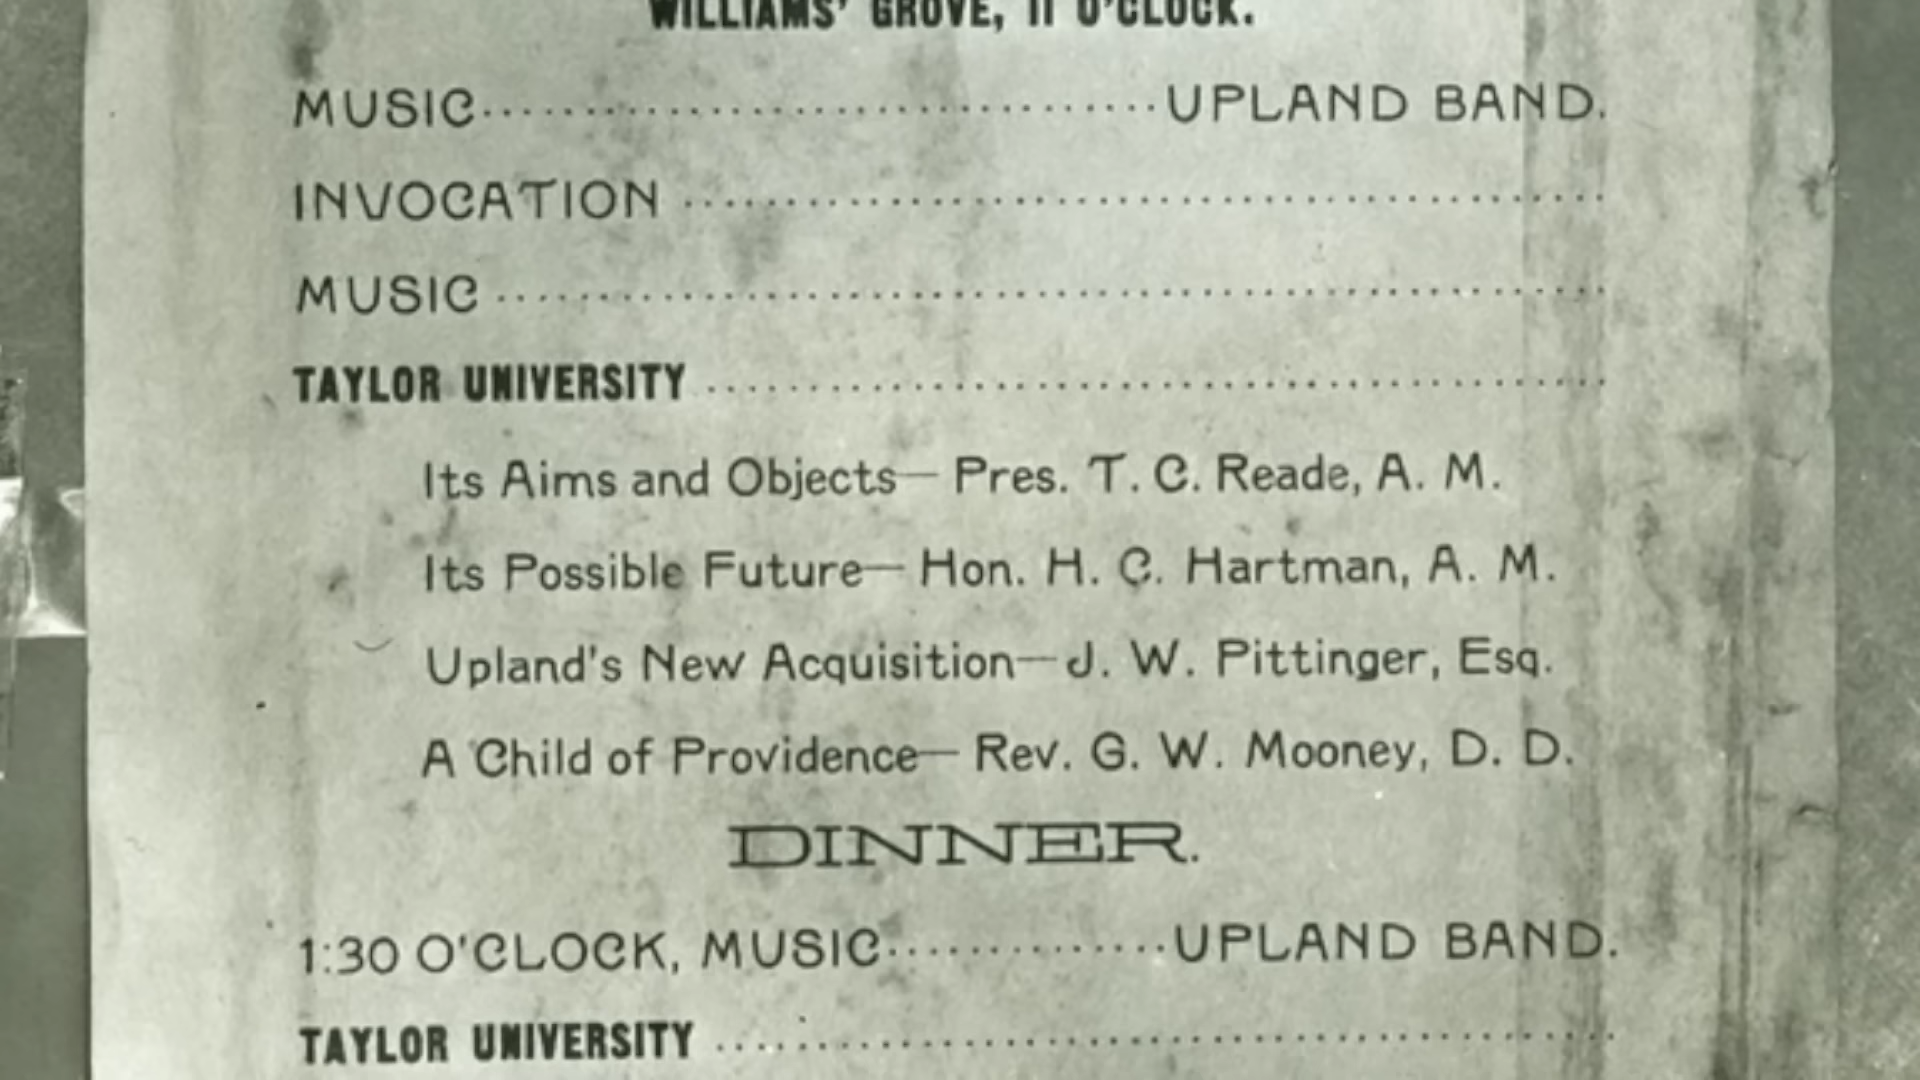 WILLIAMS' GROVE, 11 O'CLOCK.
MUSIC................................UPLAND BAND.
INVOCATION ............................................
MUSIC ......................................................
TAYLOR UNIVERSITY ............................................
Its Aims and Objects— Pres. T. C. Reade, A. M.
Its Possible Future— Hon. H. C. Hartman, A. M.
Upland's New Acquisition—J. W. Pittinger, Esq.
A Child of Providence— Rev. G. W. Mooney, D. D.
DINNER.
1:30 O'CLOCK, MUSIC..............UPLAND BAND.
TAYLOR UNIVERSITY ............................................